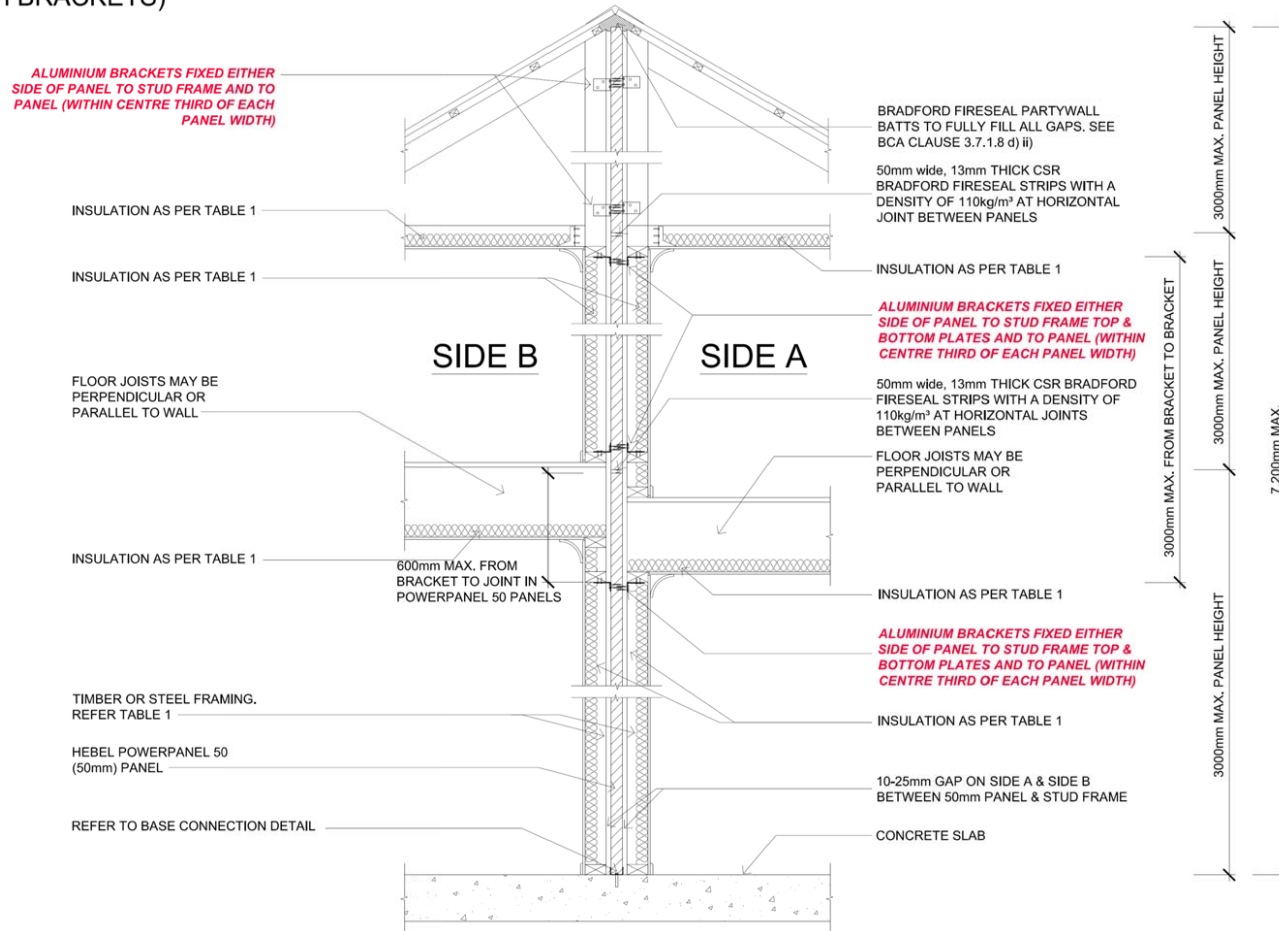 BRACKETS)
ALUMINIUM BRACKETS FIXED EITHER
SIDE OF PANEL TO STUD FRAME AND TO
PANEL (WITHIN CENTRE THIRD OF EACH
PANEL WIDTH)
INSULATION AS PER TABLE 1
INSULATION AS PER TABLE 1
SIDE B
FLOOR JOISTS MAY BE
PERPENDICULAR OR
PARALLEL TO WALL
INSULATION AS PER TABLE 1
600mm MAX. FROM
BRACKET TO JOINT IN
POWERPANEL 50 PANELS
TIMBER OR STEEL FRAMING.
REFER TABLE 1
HEBEL POWERPANEL 50
(50mm) PANEL
REFER TO BASE CONNECTION DETAIL
BRADFORD FIRESEAL PARTYWALL
BATTS TO FULLY FILL ALL GAPS. SEE
BCA CLAUSE 3.7.1.8 d) ii)
50mm wide, 13mm THICK CSR
BRADFORD FIRESEAL STRIPS WITH A
DENSITY OF 110kg/m³ AT HORIZONTAL
JOINT BETWEEN PANELS
INSULATION AS PER TABLE 1
ALUMINIUM BRACKETS FIXED EITHER
SIDE OF PANEL TO STUD FRAME TOP &
BOTTOM PLATES AND TO PANEL (WITHIN
CENTRE THIRD OF EACH PANEL WIDTH)
SIDE A
50mm wide, 13mm THICK CSR BRADFORD
FIRESEAL STRIPS WITH A DENSITY OF
110kg/m³ AT HORIZONTAL JOINTS
BETWEEN PANELS
FLOOR JOISTS MAY BE
PERPENDICULAR OR
PARALLEL TO WALL
INSULATION AS PER TABLE 1
ALUMINIUM BRACKETS FIXED EITHER
SIDE OF PANEL TO STUD FRAME TOP &
BOTTOM PLATES AND TO PANEL (WITHIN
CENTRE THIRD OF EACH PANEL WIDTH)
INSULATION AS PER TABLE 1
10-25mm GAP ON SIDE A & SIDE B
BETWEEN 50mm PANEL & STUD FRAME
CONCRETE SLAB
3000mm MAX. FROM BRACKET TO BRACKET
3000mm MAX. PANEL HEIGHT
3000mm MAX. PANEL HEIGHT
3000mm MAX. PANEL HEIGHT
7,200mm MAX.